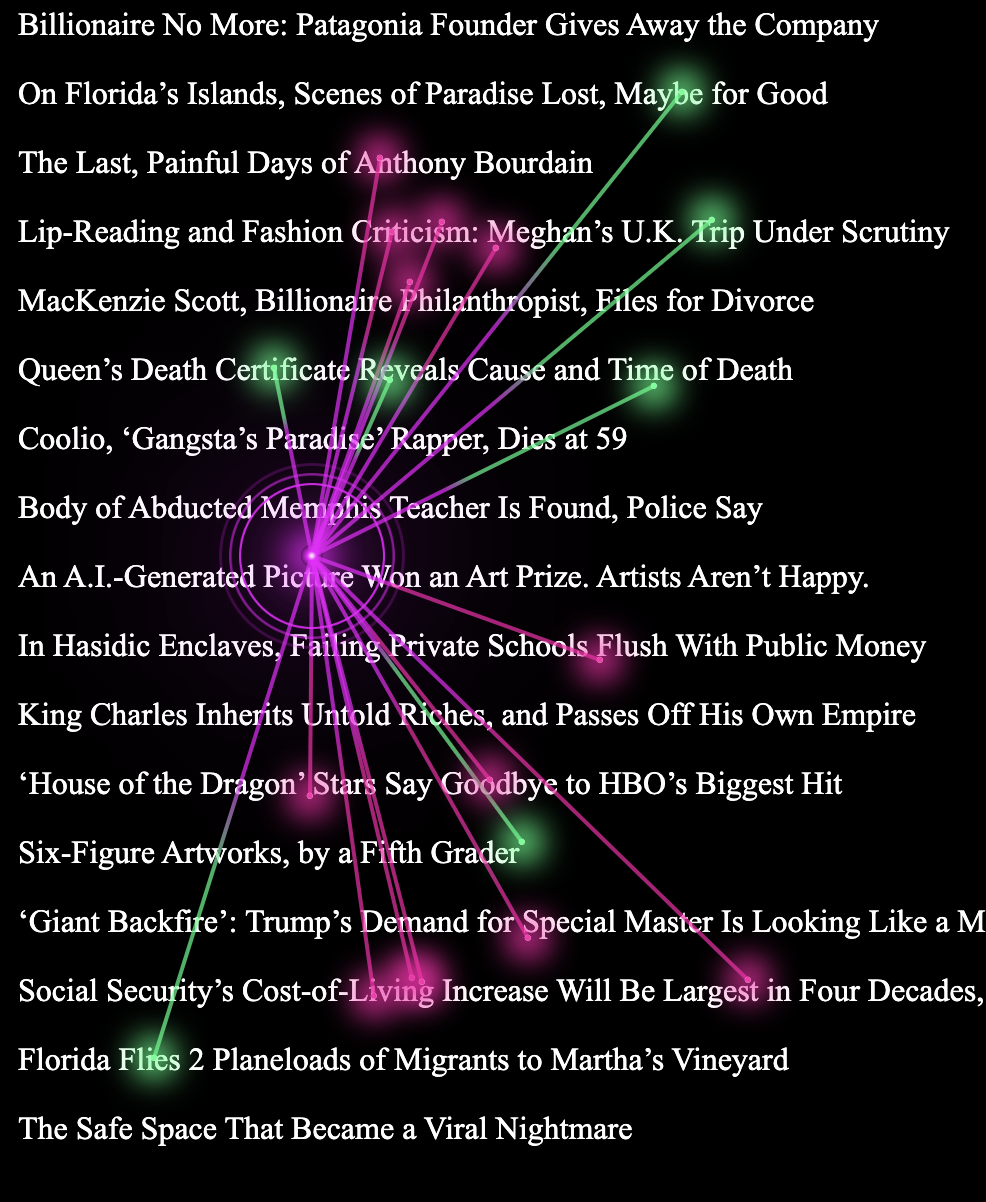 Billionaire No More: Patagonia Founder Gives Away the Company
On Florida’s Islands, Scenes of Paradise Lost, Maybe for Good
The Last, Painful Days of Anthony Bourdain
Lip-Reading and Fashion Criticism: Meghan’s U.K. Trip Under Scrutiny
MacKenzie Scott, Billionaire Philanthropist, Files for Divorce
Queen’s Death Certificate Reveals Cause and Time of Death
Coolio, ‘Gangsta’s Paradise’ Rapper, Dies at 59
Body of Abducted Memphis Teacher Is Found, Police Say
An A.I.-Generated Picture Won an Art Prize. Artists Aren’t Happy.
In Hasidic Enclaves, Failing Private Schools Flush With Public Money
King Charles Inherits Untold Riches, and Passes Off His Own Empire
‘House of the Dragon’ Stars Say Goodbye to HBO’s Biggest Hit
Six-Figure Artworks, by a Fifth Grader
‘Giant Backfire’: Trump’s Demand for Special Master Is Looking Like a M
Social Security’s Cost-of-Living Increase Will Be Largest in Four Decades,
Florida Flies 2 Planeloads of Migrants to Martha’s Vineyard
The Safe Space That Became a Viral Nightmare